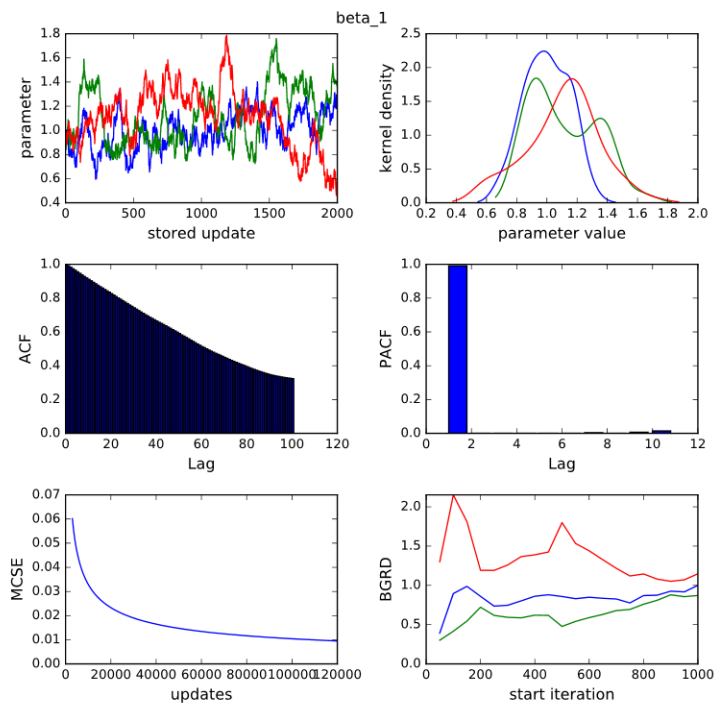 beta_1
parameter
1.8
1.6
1.4
1.2
1.0
0.8
0.6
0.4
0 500 1000 1500 2000
stored update
kernel density
2.5
2.0
1.5
1.0
0.5
0.0
0.2 0.4 0.6 0.8 1.0 1.2 1.4 1.6 1.8 2.0
parameter value
ACF
1.0
0.8
0.6
0.4
0.2
0.0
0 20 40 60 80 100 120
Lag
PACF
1.0
0.8
0.6
0.4
0.2
0.0
0 2 4 6 8 10 12
Lag
MCSE
0.07
0.06
0.05
0.04
0.03
0.02
0.01
0.00
0 20000 40000 60000 80000 100000 120000
updates
BGRD
2.0
1.5
1.0
0.5
0.0
0 200 400 600 800 1000
start iteration